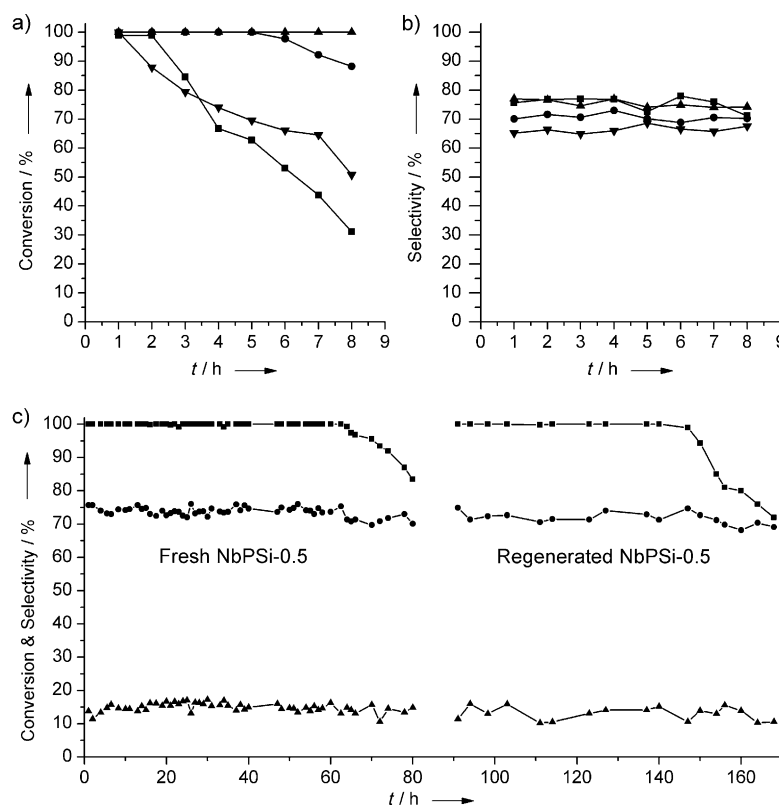 a)
100
90
80
70
60
50
40
30
20
10
0
Conversion / %
0 1 2 3 4 5 6 7 8 9
t / h
b)
100
90
80
70
60
50
40
30
20
10
0
Selectivity / %
0 1 2 3 4 5 6 7 8 9
t / h
c)
100
90
80
70
60
50
40
30
20
10
0
Conversion & Selectivity / %
Fresh NbPSi-0.5
Regenerated NbPSi-0.5
0 20 40 60 80 100 120 140 160
t / h